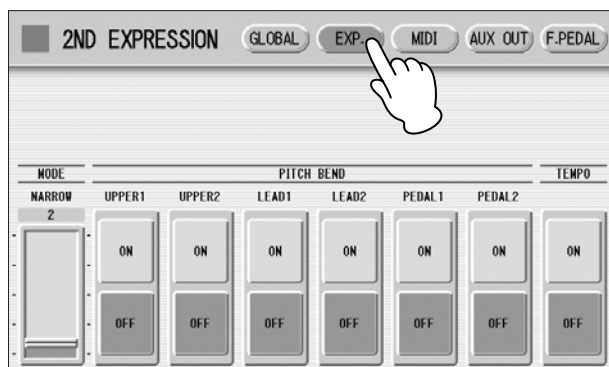 2ND EXPRESSION GLOBAL EXP. MIDI AUX OUT F.PEDAL
MODE PITCH BEND TEMPO
NARROW UPPER1 UPPER2 LEAD1 LEAD2 PEDAL1 PEDAL2
2
ON ON ON ON ON ON ON
OFF OFF OFF OFF OFF OFF OFF